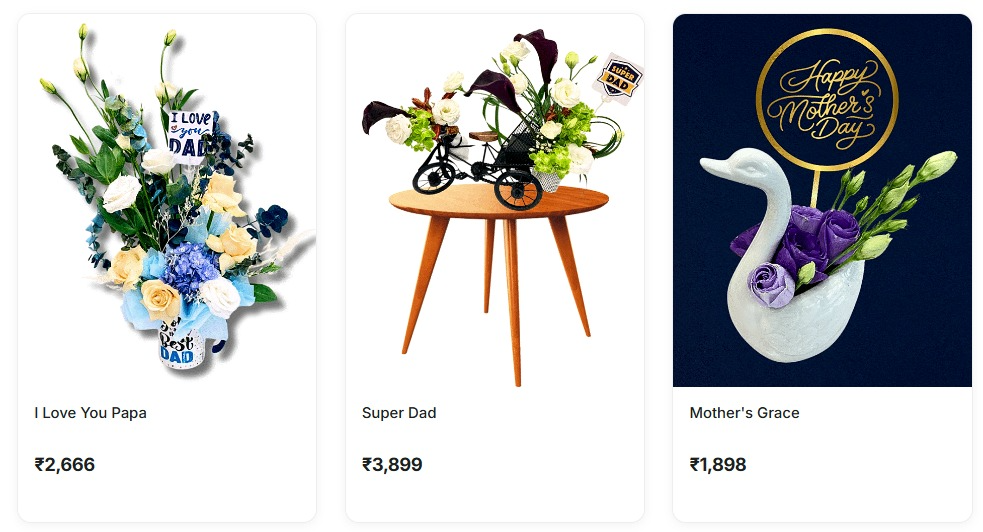 I LOVE
you
DAD
Best
DAD
SUPER
DAD
Happy
Mother's
Day
I Love You Papa
Super Dad
Mother's Grace
₹2,666
₹3,899
₹1,898